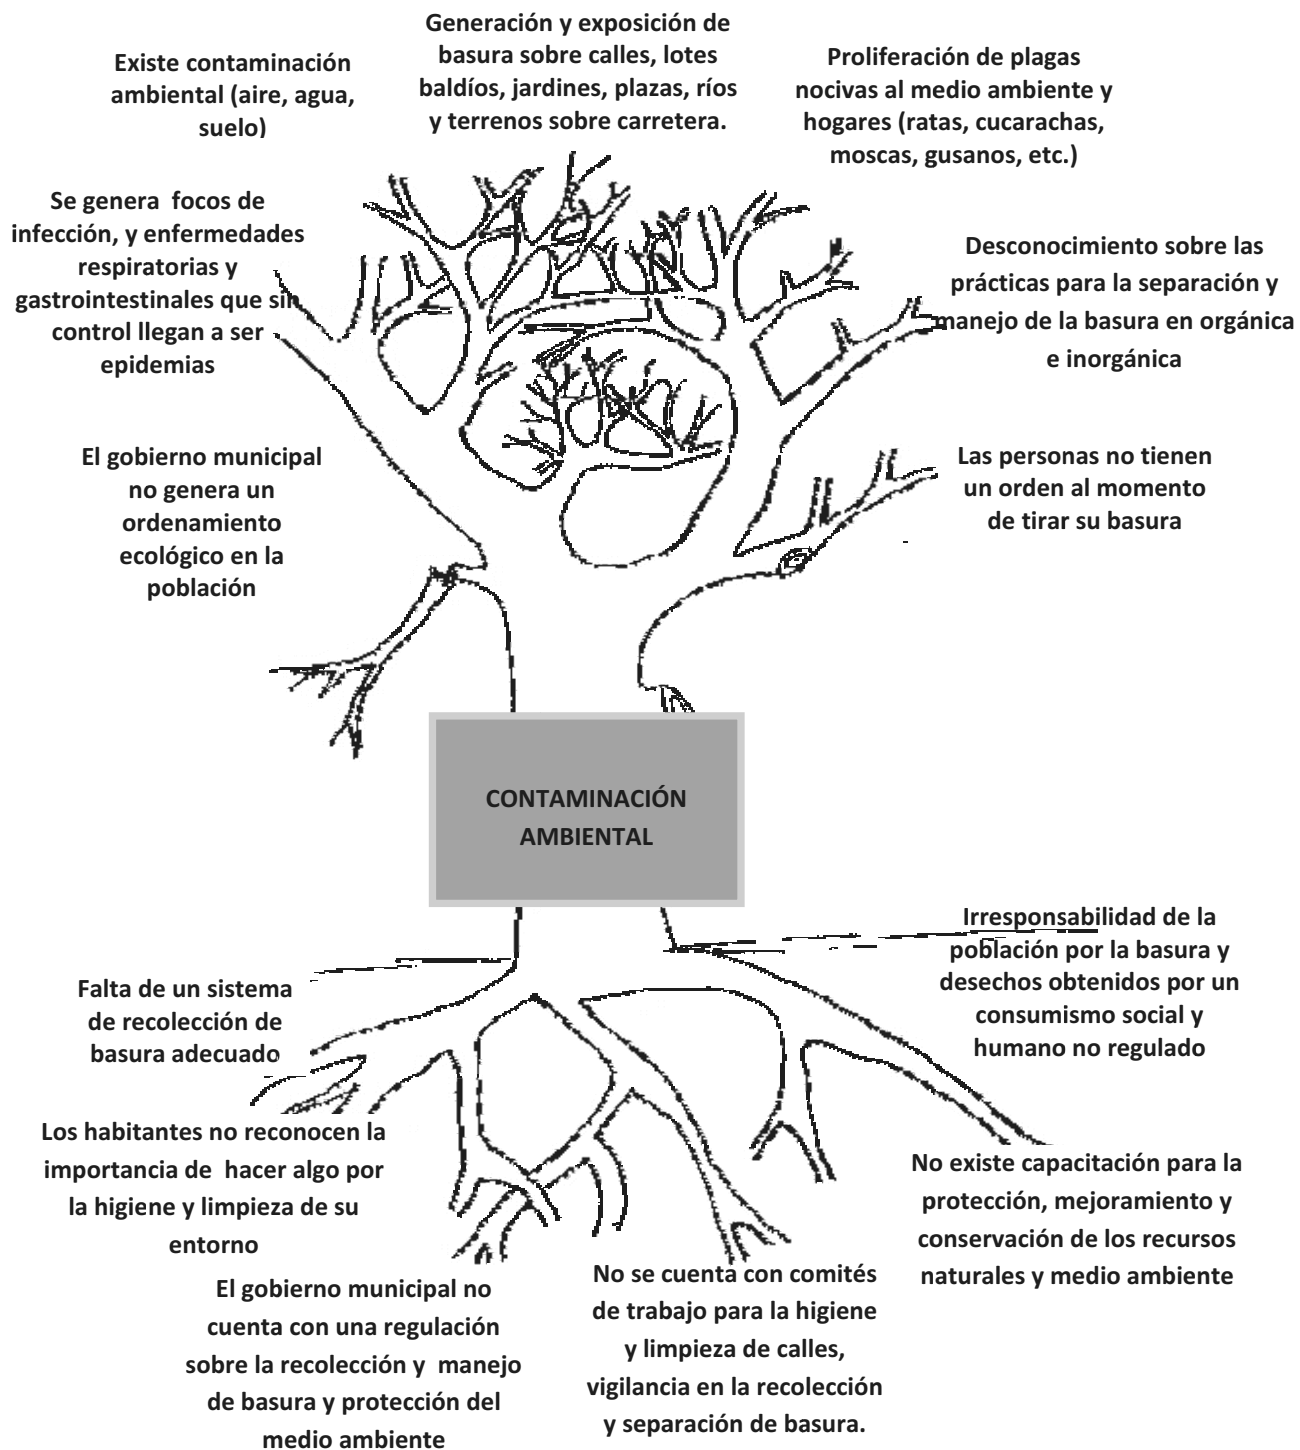 Generación y exposición de
basura sobre calles, lotes
baldíos, jardines, plazas, ríos
y terrenos sobre carretera.
Existe contaminación
ambiental (aire, agua,
suelo)
Proliferación de plagas
nocivas al medio ambiente y
hogares (ratas, cucarachas,
moscas, gusanos, etc.)
Se genera  focos de
infección, y enfermedades
respiratorias y
gastrointestinales que sin
control llegan a ser
epidemias
Desconocimiento sobre las
prácticas para la separación y
manejo de la basura en orgánica
e inorgánica
El gobierno municipal
no genera un
ordenamiento
ecológico en la
población
Las personas no tienen
un orden al momento
de tirar su basura
CONTAMINACIÓN
AMBIENTAL
Irresponsabilidad de la
población por la basura y
desechos obtenidos por un
consumismo social y
humano no regulado
Falta de un sistema
de recolección de
basura adecuado
Los habitantes no reconocen la
importancia de  hacer algo por
la higiene y limpieza de su
entorno
No existe capacitación para la
protección, mejoramiento y
conservación de los recursos
naturales y medio ambiente
El gobierno municipal no
cuenta con una regulación
sobre la recolección y  manejo
de basura y protección del
medio ambiente
No se cuenta con comités
de trabajo para la higiene
y limpieza de calles,
vigilancia en la recolección
y separación de basura.